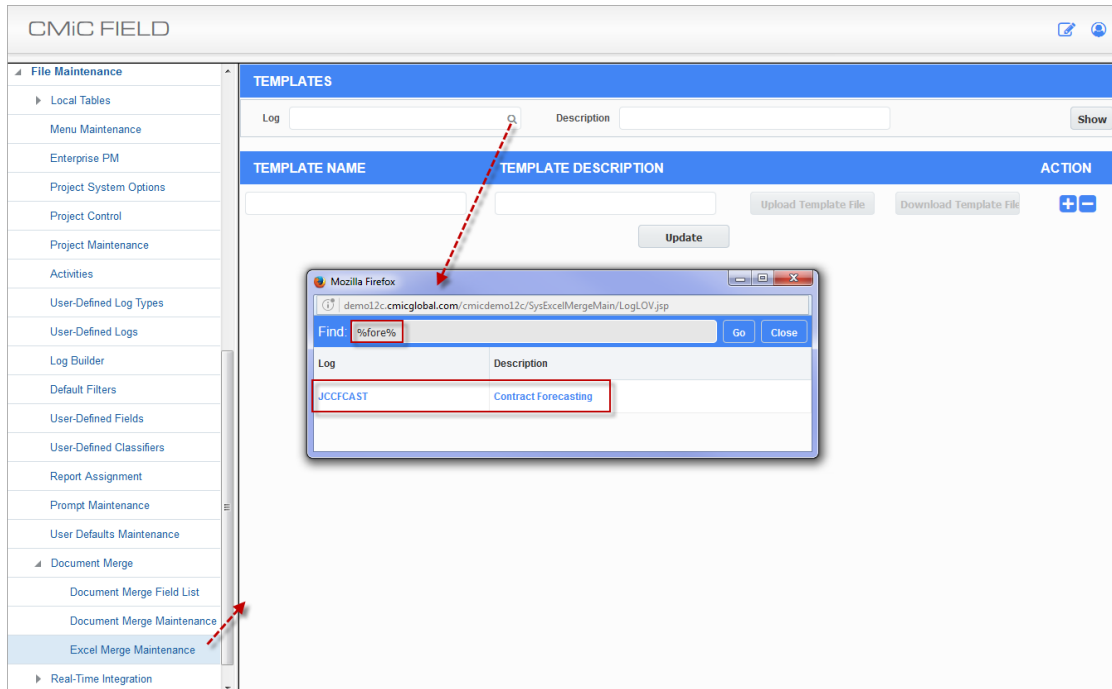 CMiC FIELD
File Maintenance
Local Tables
Menu Maintenance
Enterprise PM
Project System Options
Project Control
Project Maintenance
Activities
User-Defined Log Types
User-Defined Logs
Log Builder
Default Filters
User-Defined Fields
User-Defined Classifiers
Report Assignment
Prompt Maintenance
User Defaults Maintenance
Document Merge
Document Merge Field List
Document Merge Maintenance
Excel Merge Maintenance
Real-Time Integration
TEMPLATES
Log Description Show
TEMPLATE NAME TEMPLATE DESCRIPTION ACTION
Upload Template File Download Template File
Update
Mozilla Firefox
demo12c.cmicglobal.com/cmicdemo12c/SysExcelMergeMain/LogLOV.jsp
Find: %fore% Go Close
Log Description
JCCFCAST Contract Forecasting